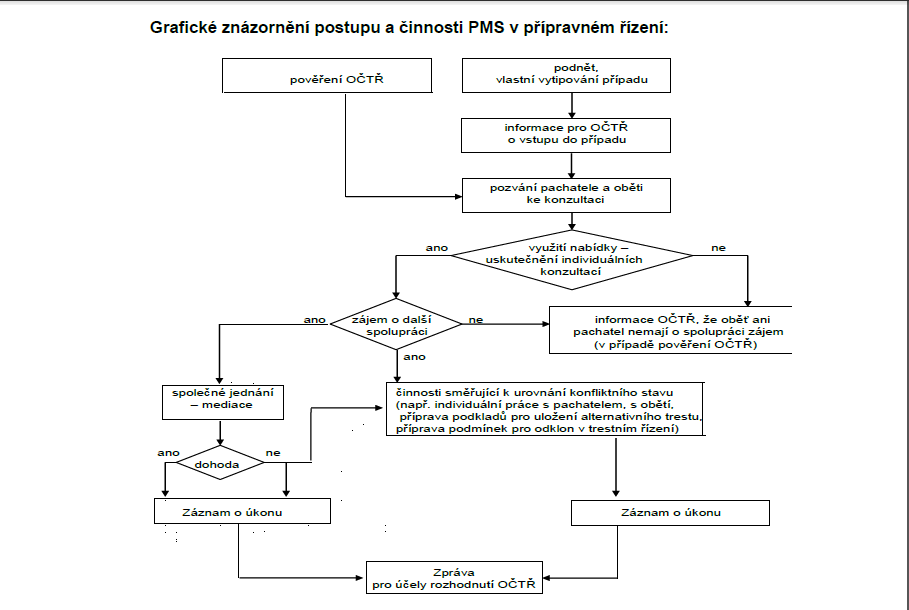 Grafické znázornění postupu a činnosti PMS v přípravném řízení:
pověření OČTŘ
podnět,
vlastní vytipování případu
informace pro OČTŘ
o vstupu do případu
pozvání pachatele a oběti
ke konzultaci
ano
využití nabídky –
uskutečnění individuálních
konzultací
ne
ano
zájem o další
spolupráci
ne
informace OČTŘ, že oběť ani
pachatel nemají o spolupráci zájem
(v případě pověření OČTŘ)
ano
společné jednání
– mediace
činnosti směřující k urovnání konfliktního stavu
(např. individuální práce s pachatelem, s obětí,
příprava podkladů pro uložení alternativního trestu,
příprava podmínek pro odklon v trestním řízení)
ano
dohoda
ne
Záznam o úkonu
Záznam o úkonu
Zpráva
pro účely rozhodnutí OČTŘ